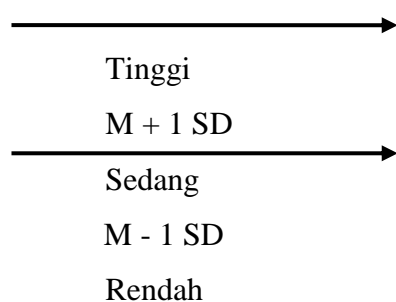 Tinggi
M + 1 SD
Sedang
M - 1 SD
Rendah